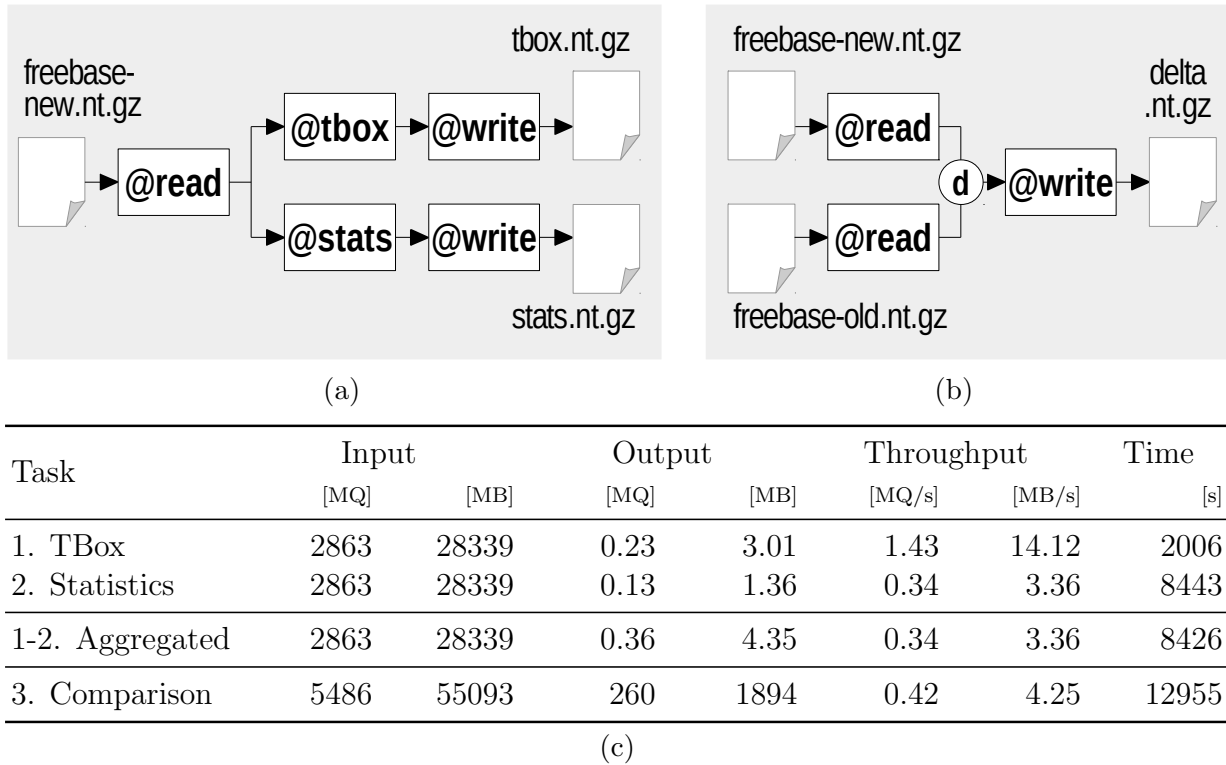 freebase-
new.nt.gz
@read
@tbox
@write
tbox.nt.gz
@stats
@write
stats.nt.gz
(a)
freebase-new.nt.gz
@read
d
@write
delta
.nt.gz
@read
freebase-old.nt.gz
(b)
Task Input Output Throughput Time
[MQ] [MB] [MQ] [MB] [MQ/s] [MB/s] [s]
1. TBox 2863 28339 0.23 3.01 1.43 14.12 2006
2. Statistics 2863 28339 0.13 1.36 0.34 3.36 8443
1-2. Aggregated 2863 28339 0.36 4.35 0.34 3.36 8426
3. Comparison 5486 55093 260 1894 0.42 4.25 12955
(c)